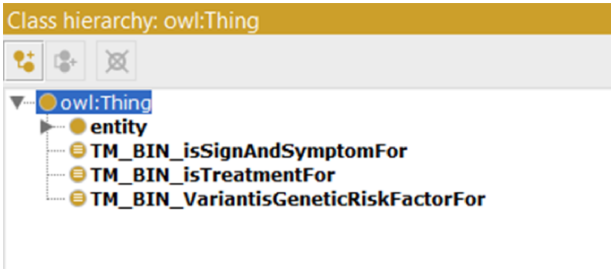 Class hierarchy: owl:Thing
owl:Thing
entity
TM_BIN_isSignAndSymptomFor
TM_BIN_isTreatmentFor
TM_BIN_VariantisGeneticRiskFactorFor